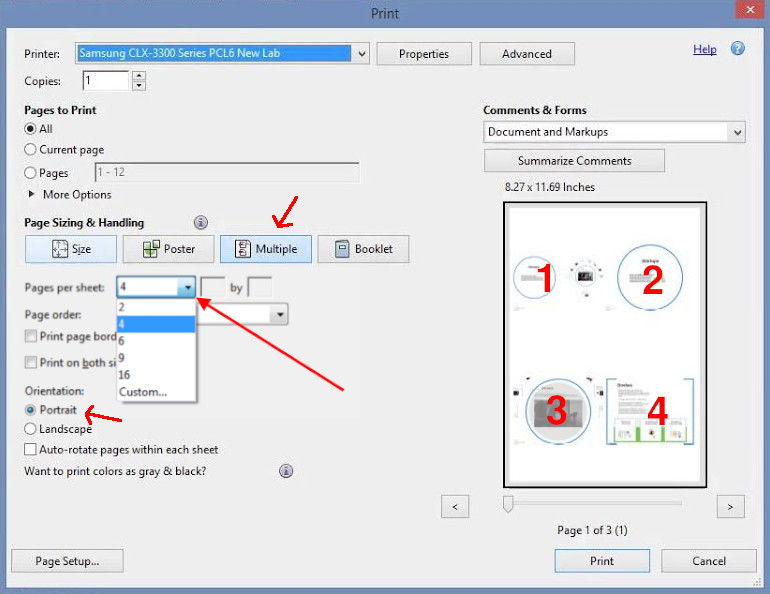 Print
Printer: Samsung CLX-3300 Series PCL6 New Lab Properties Advanced Help
Copies: 1
Pages to Print
All
Current page
Pages 1 - 12
More Options
Comments & Forms
Document and Markups
Summarize Comments
8.27 x 11.69 Inches
Page Sizing & Handling
Size Poster Multiple Booklet
Pages per sheet: 4 by
Page order:
2
4
6
9
16
Custom...
Print page bord
Print on both si
Orientation:
Portrait
Landscape
Auto-rotate pages within each sheet
Want to print colors as gray & black?
1 2
3 4
< >
Page 1 of 3 (1)
Page Setup... Print Cancel